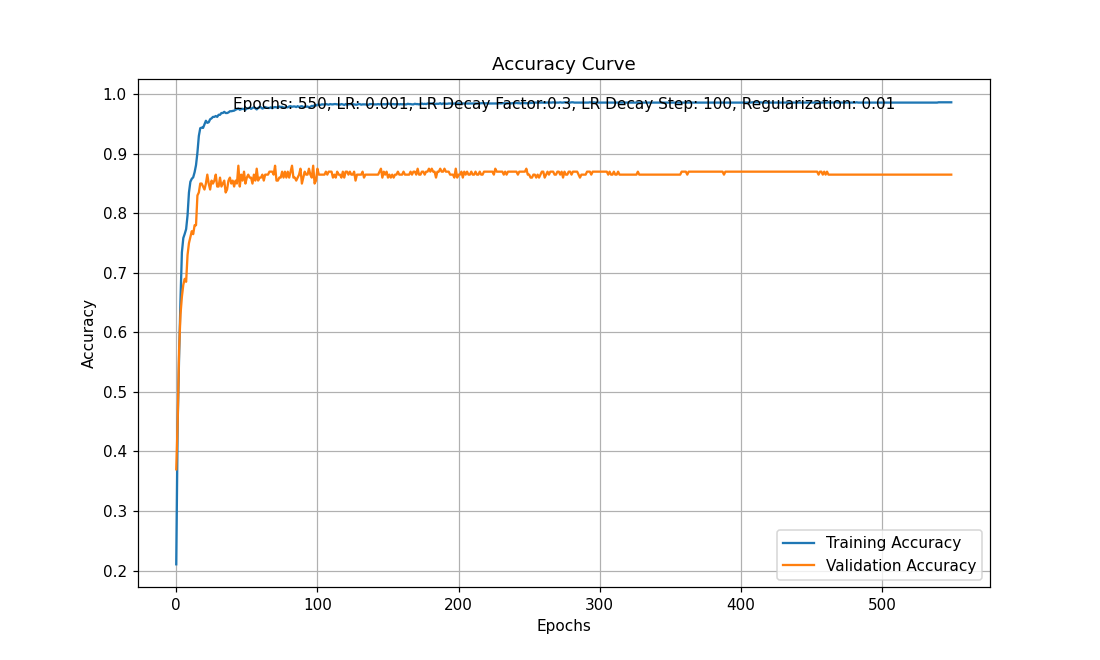 Accuracy Curve
Epochs: 550, LR: 0.001, LR Decay Factor:0.3, LR Decay Step: 100, Regularization: 0.01
1.0
0.9
0.8
0.7
0.6
0.5
0.4
0.3
0.2
Accuracy
Training Accuracy
Validation Accuracy
0 100 200 300 400 500
Epochs